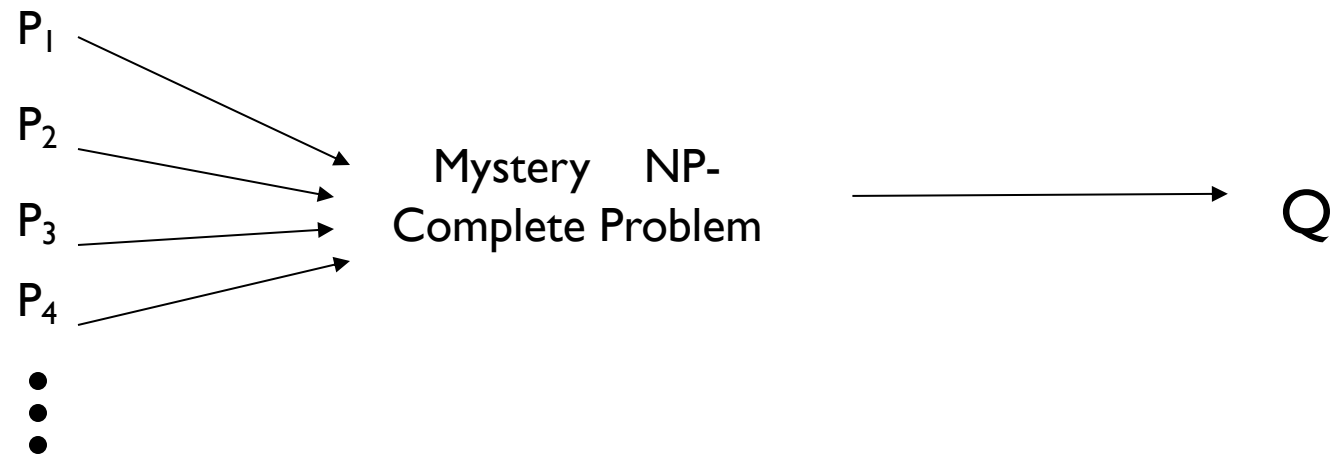 P₁
P₂
P₃
P₄
Mystery NP-
Complete Problem
Q